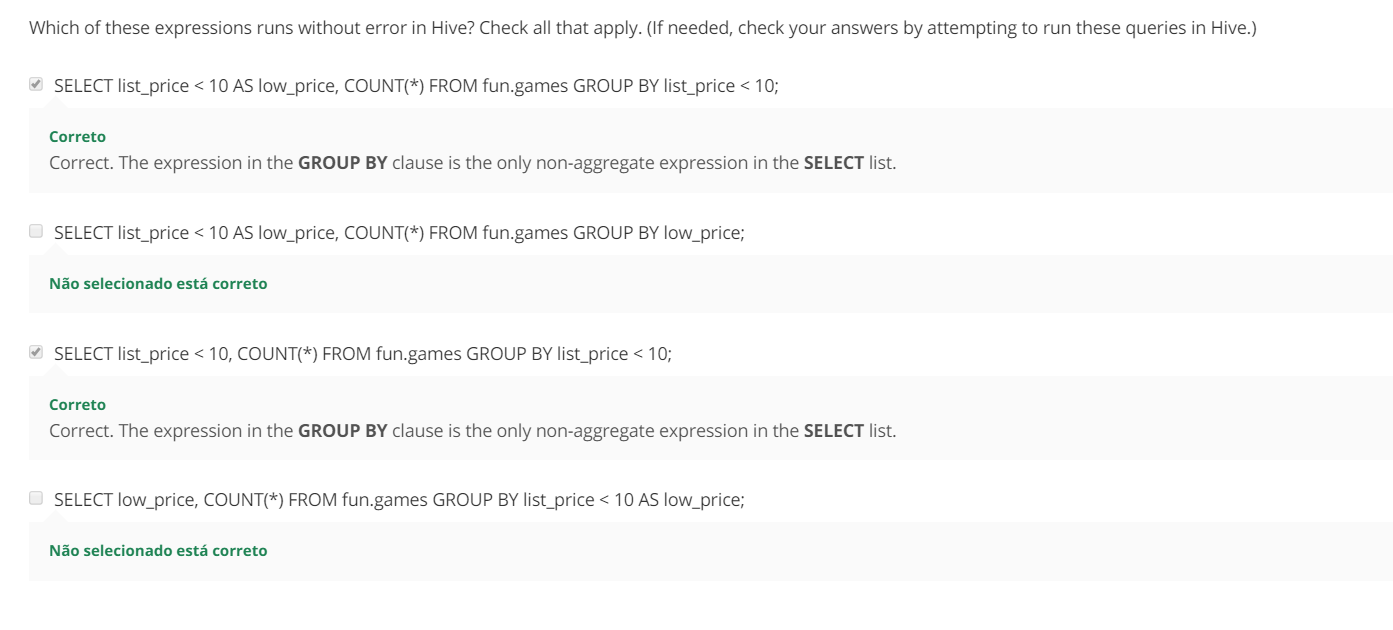 Which of these expressions runs without error in Hive? Check all that apply. (If needed, check your answers by attempting to run these queries in Hive.)
SELECT list_price < 10 AS low_price, COUNT(*) FROM fun.games GROUP BY list_price < 10;
Correto
Correct. The expression in the GROUP BY clause is the only non-aggregate expression in the SELECT list.
SELECT list_price < 10 AS low_price, COUNT(*) FROM fun.games GROUP BY low_price;
Não selecionado está correto
SELECT list_price < 10, COUNT(*) FROM fun.games GROUP BY list_price < 10;
Correto
Correct. The expression in the GROUP BY clause is the only non-aggregate expression in the SELECT list.
SELECT low_price, COUNT(*) FROM fun.games GROUP BY list_price < 10 AS low_price;
Não selecionado está correto